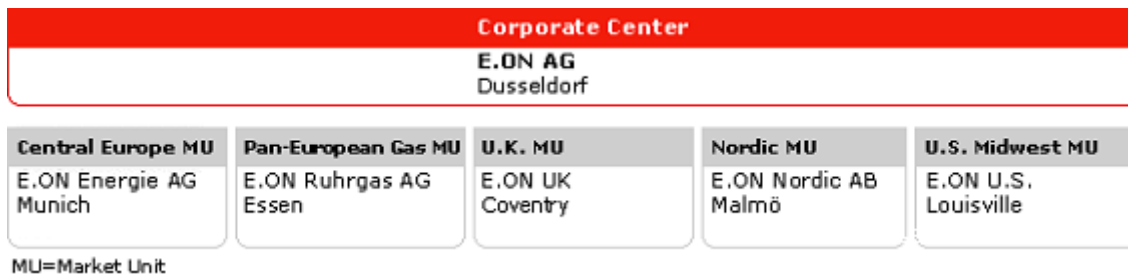 Corporate Center
E.ON AG
Dusseldorf
Central Europe MU
E.ON Energie AG
Munich
Pan-European Gas MU
E.ON Ruhrgas AG
Essen
U.K. MU
E.ON UK
Coventry
Nordic MU
E.ON Nordic AB
Malmö
U.S. Midwest MU
E.ON U.S.
Louisville
MU=Market Unit